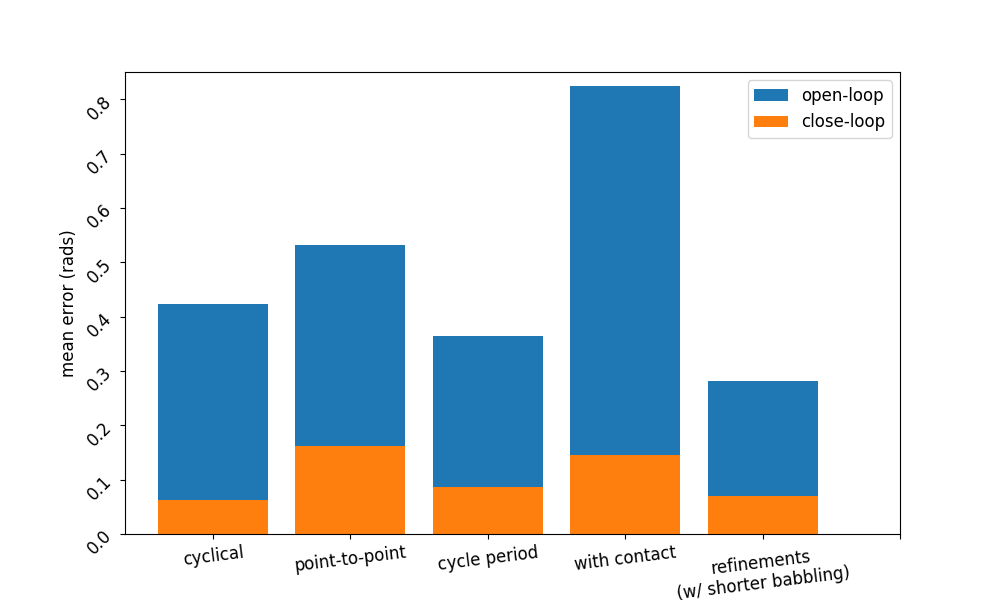 open-loop
close-loop
mean error (rads)
0.8
0.7
0.6
0.5
0.4
0.3
0.2
0.1
0.0
cyclical
point-to-point
cycle period
with contact
refinements
(w/ shorter babbling)